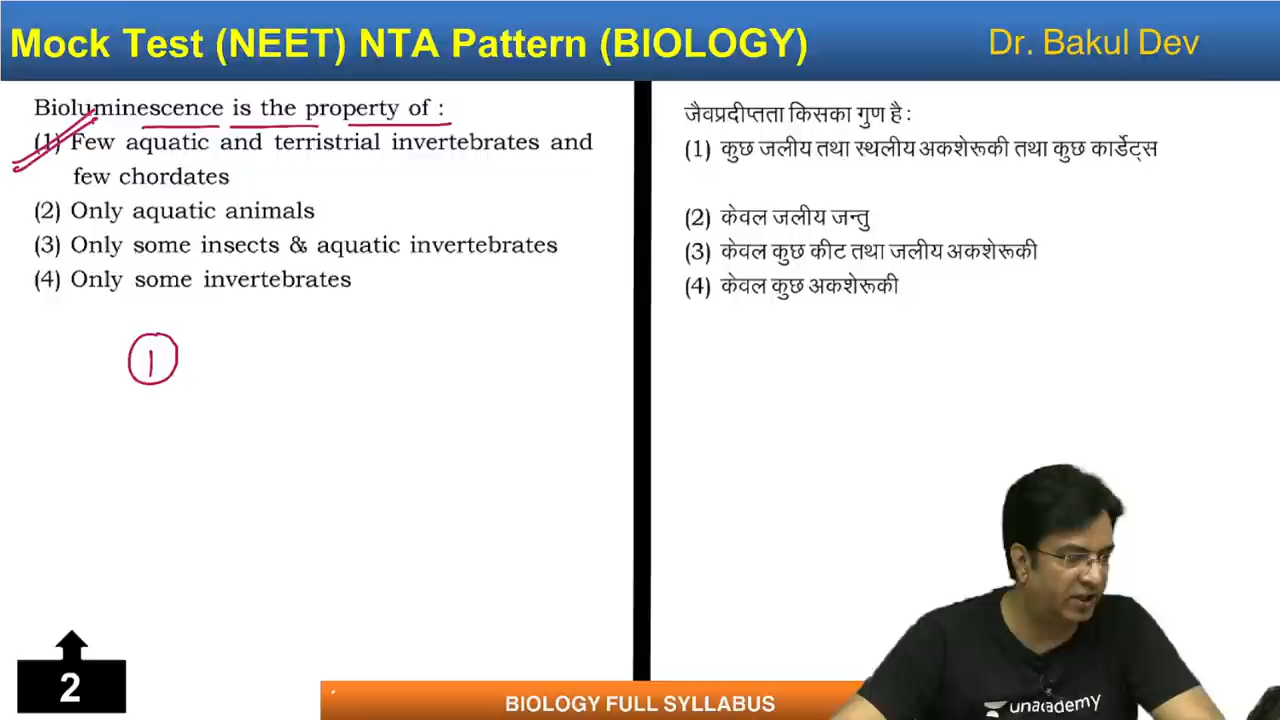 Mock Test (NEET) NTA Pattern (BIOLOGY)
Dr. Bakul Dev
Bioluminescence is the property of :
(1) Few aquatic and terristrial invertebrates and
few chordates
(2) Only aquatic animals
(3) Only some insects & aquatic invertebrates
(4) Only some invertebrates
1
जैवप्रदीप्तता किसका गुण है :
(1) कुछ जलीय तथा स्थलीय अकशेरूकी तथा कुछ कार्डेट्स
(2) केवल जलीय जन्तु
(3) केवल कुछ कीट तथा जलीय अकशेरूकी
(4) केवल कुछ अकशेरूकी
2
BIOLOGY FULL SYLLABUS
unacademy